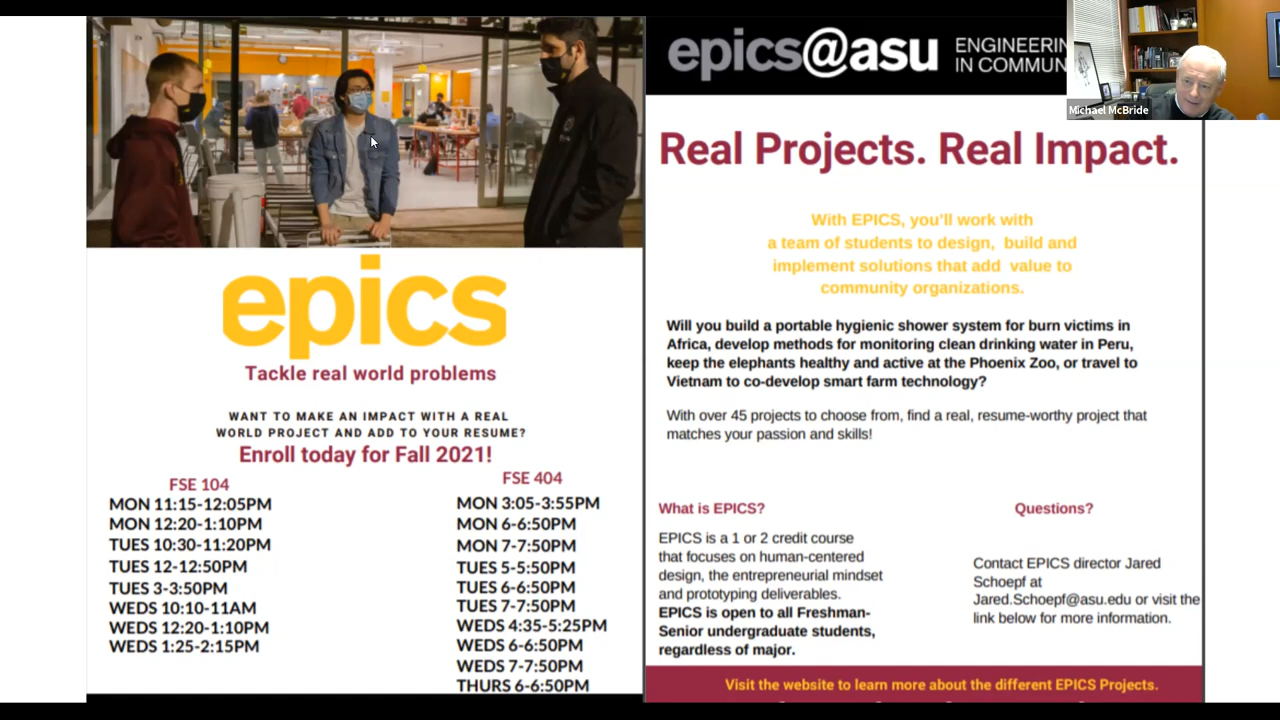 epics
Tackle real world problems
WANT TO MAKE AN IMPACT WITH A REAL
WORLD PROJECT AND ADD TO YOUR RESUME?
Enroll today for Fall 2021!
FSE 104
MON 11:15-12:05PM
MON 12:20-1:10PM
TUES 10:30-11:20PM
TUES 12-12:50PM
TUES 3-3:50PM
WEDS 10:10-11AM
WEDS 12:20-1:10PM
WEDS 1:25-2:15PM
FSE 404
MON 3:05-3:55PM
MON 6-6:50PM
MON 7-7:50PM
TUES 5-5:50PM
TUES 6-6:50PM
TUES 7-7:50PM
WEDS 4:35-5:25PM
WEDS 6-6:50PM
WEDS 7-7:50PM
THURS 6-6:50PM
epics@asu
ENGINEERIN
IN COMMUN
Michael McBride
Real Projects. Real Impact.
With EPICS, you'll work with
a team of students to design, build and
implement solutions that add value to
community organizations.
Will you build a portable hygienic shower system for burn victims in
Africa, develop methods for monitoring clean drinking water in Peru,
keep the elephants healthy and active at the Phoenix Zoo, or travel to
Vietnam to co-develop smart farm technology?
With over 45 projects to choose from, find a real, resume-worthy project that
matches your passion and skills!
What is EPICS?
EPICS is a 1 or 2 credit course
that focuses on human-centered
design, the entrepreneurial mindset
and prototyping deliverables.
EPICS is open to all Freshman-
Senior undergraduate students,
regardless of major.
Questions?
Contact EPICS director Jared
Schoepf at
Jared.Schoepf@asu.edu or visit the
link below for more information.
Visit the website to learn more about the different EPICS Projects.